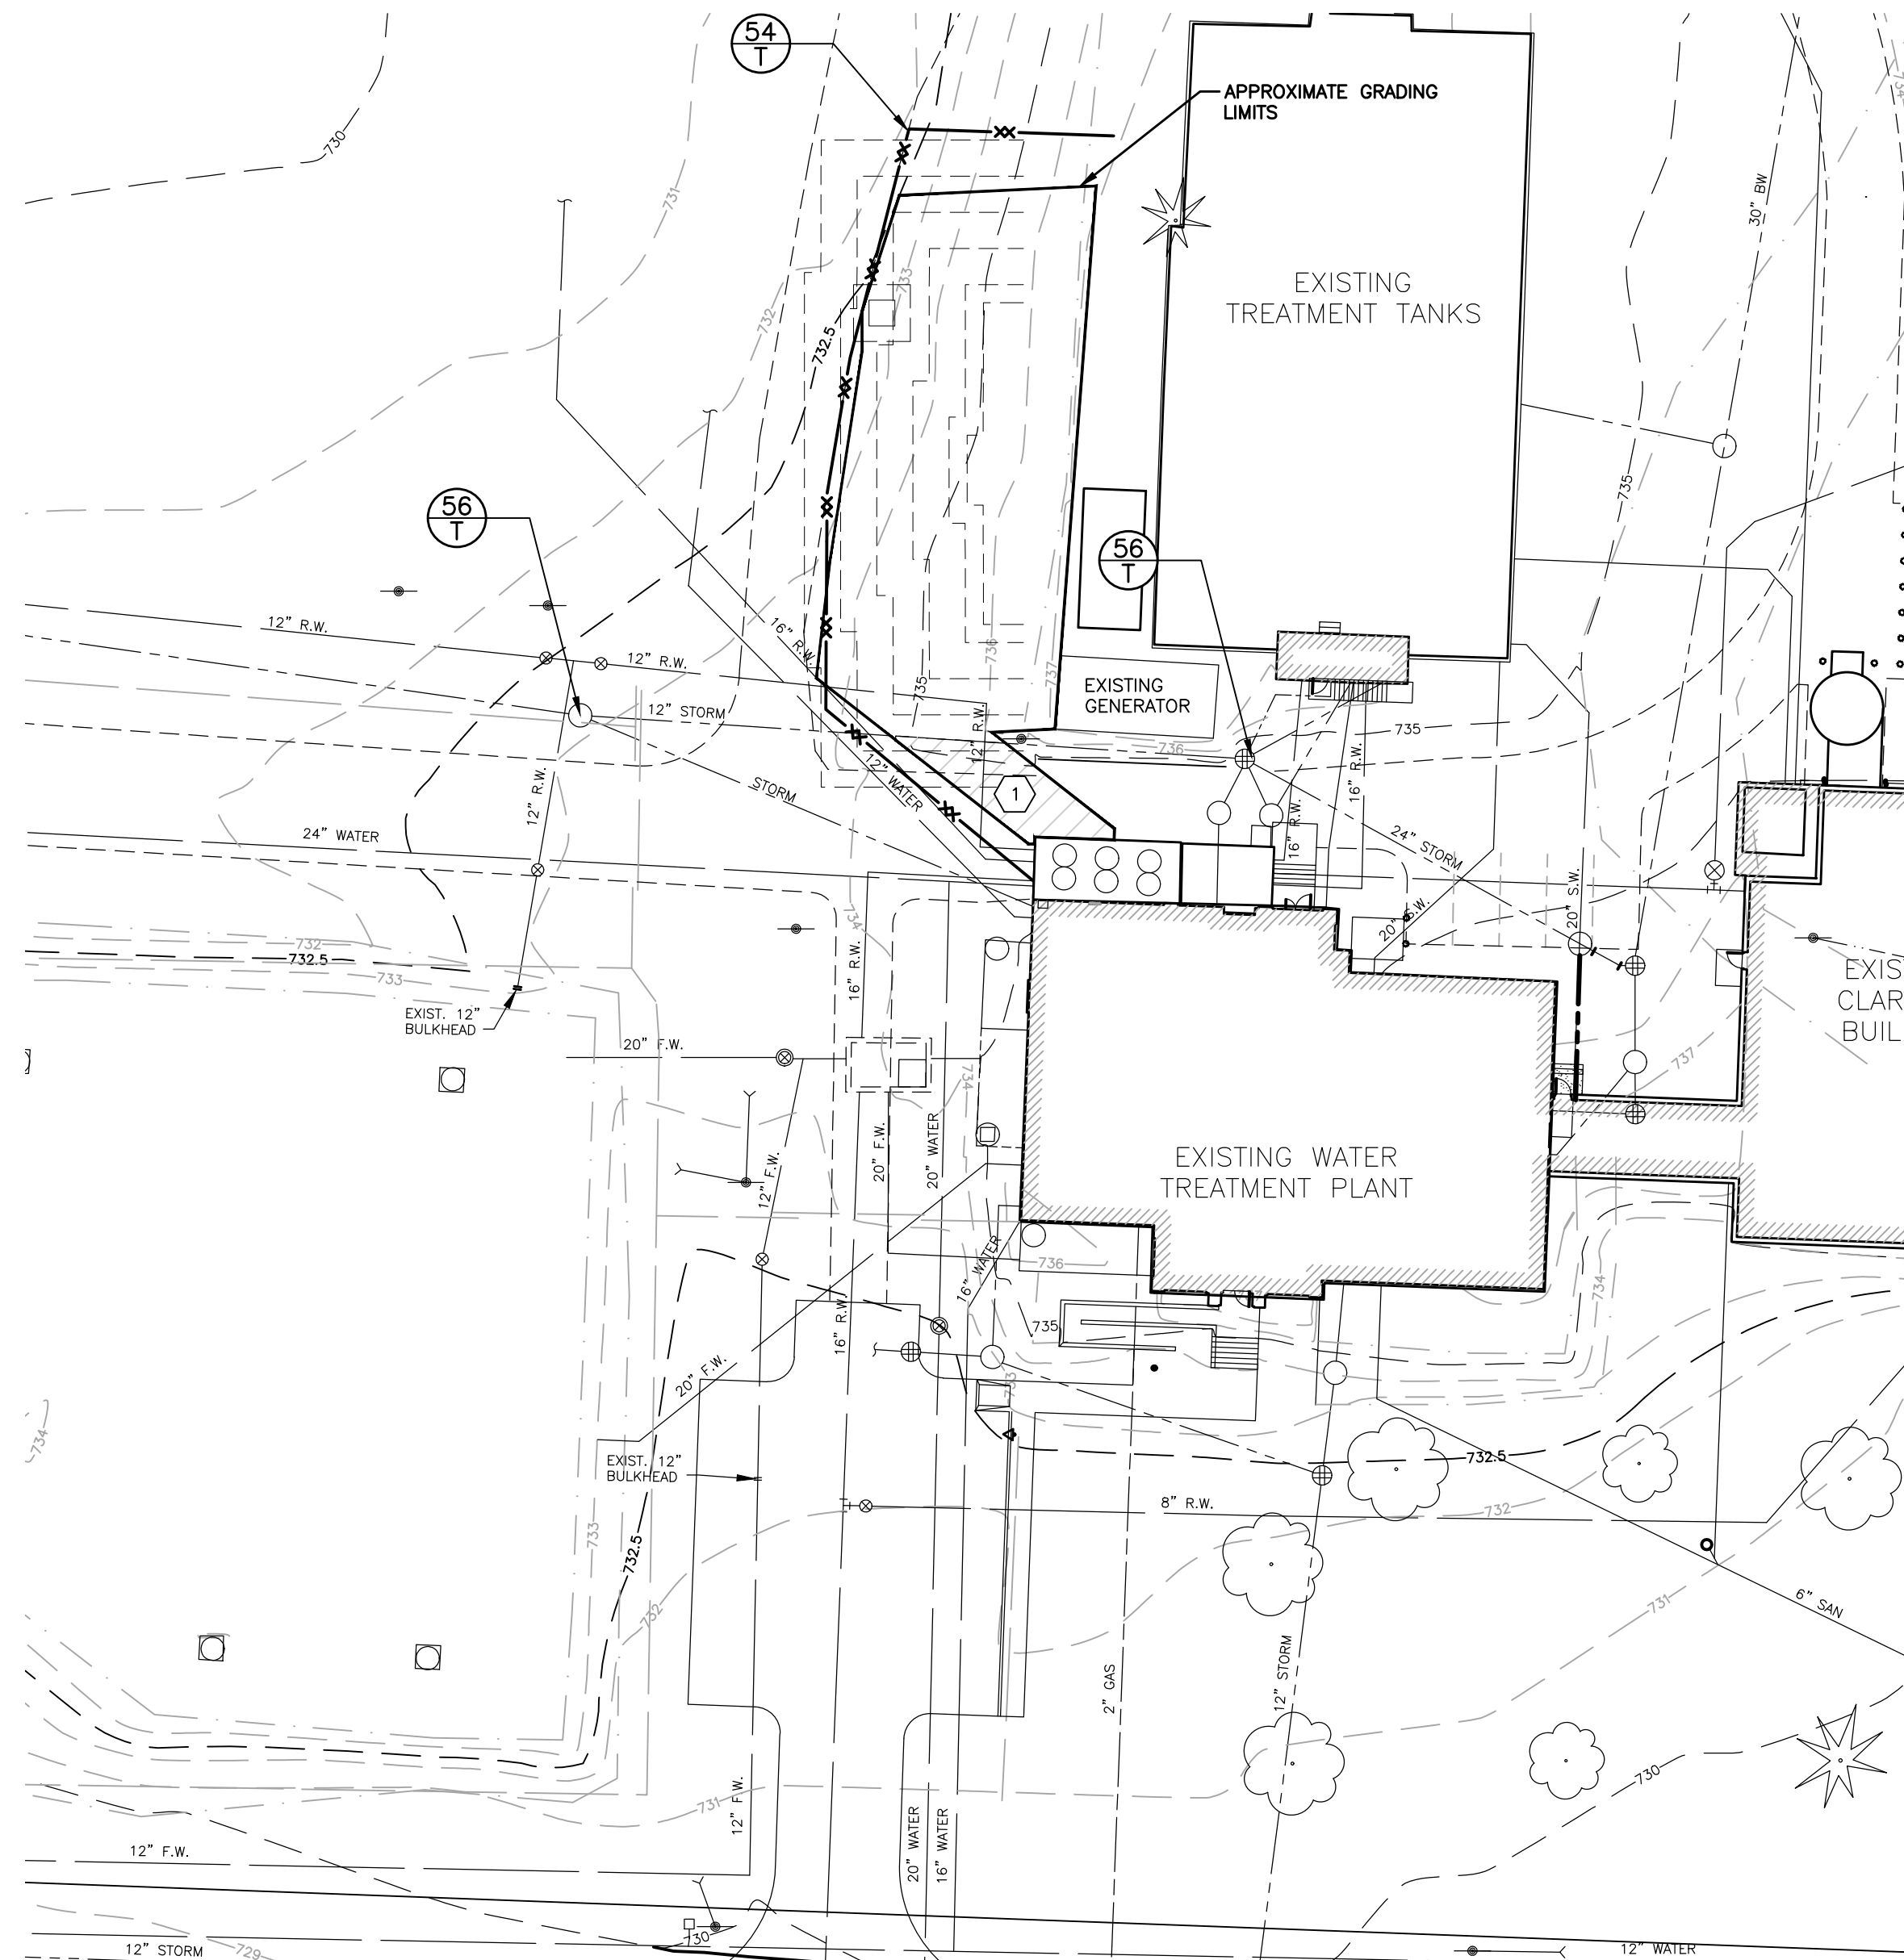 54
T
APPROXIMATE GRADING
LIMITS
730
731
30" BW
734
733
732
732.5
EXISTING
TREATMENT TANKS
56
T
56
T
735
12" R.W.
12" R.W.
16" R.W.
736
737
735
EXISTING
GENERATOR
12" STORM
12" R.W.
736
735
16" R.W.
12" R.W.
STORM
12" WATER
1
16" R.W.
24" STORM
24" WATER
734
20" S.W.
20" S.W.
732
732.5
733
16" R.W.
EXIS
CLAR
BUIL
EXIST. 12"
BULKHEAD
20" F.W.
737
734
20" F.W.
20" WATER
12" F.W.
EXISTING WATER
TREATMENT PLANT
16" WATER
736
734
16" R.W.
735
20" F.W.
733
734
EXIST. 12"
BULKHEAD
732.5
8" R.W.
732
733
732.5
732
731
6" SAN
2" GAS
12" STORM
730
731
12" F.W.
20" WATER
16" WATER
12" F.W.
730
12" STORM
729
12" WATER